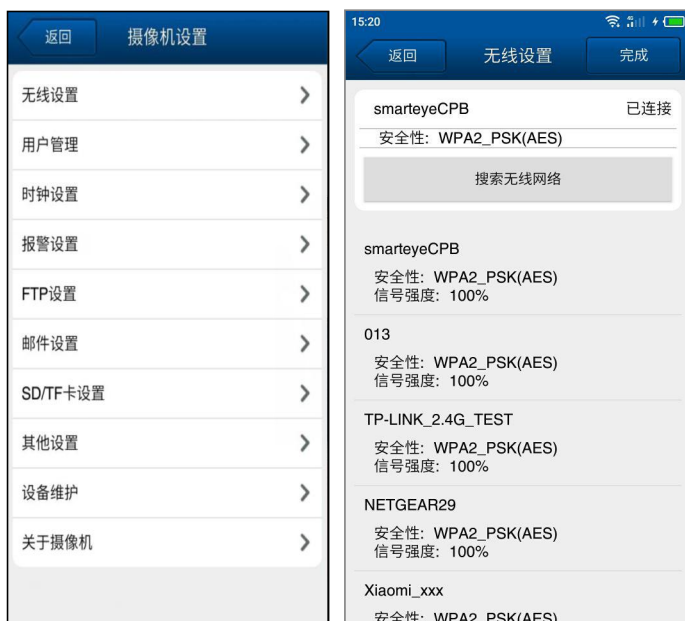 返回 摄像机设置
无线设置
用户管理
时钟设置
报警设置
FTP设置
邮件设置
SD/TF卡设置
其他设置
设备维护
关于摄像机
15:20
返回 无线设置 完成
smarteyeCPB 已连接
安全性: WPA2_PSK(AES)
搜索无线网络
smarteyeCPB
安全性: WPA2_PSK(AES)
信号强度: 100%
013
安全性: WPA2_PSK(AES)
信号强度: 100%
TP-LINK_2.4G_TEST
安全性: WPA2_PSK(AES)
信号强度: 100%
NETGEAR29
安全性: WPA2_PSK(AES)
信号强度: 100%
Xiaomi_xxx
安全性: WPA2_PSK(AES)